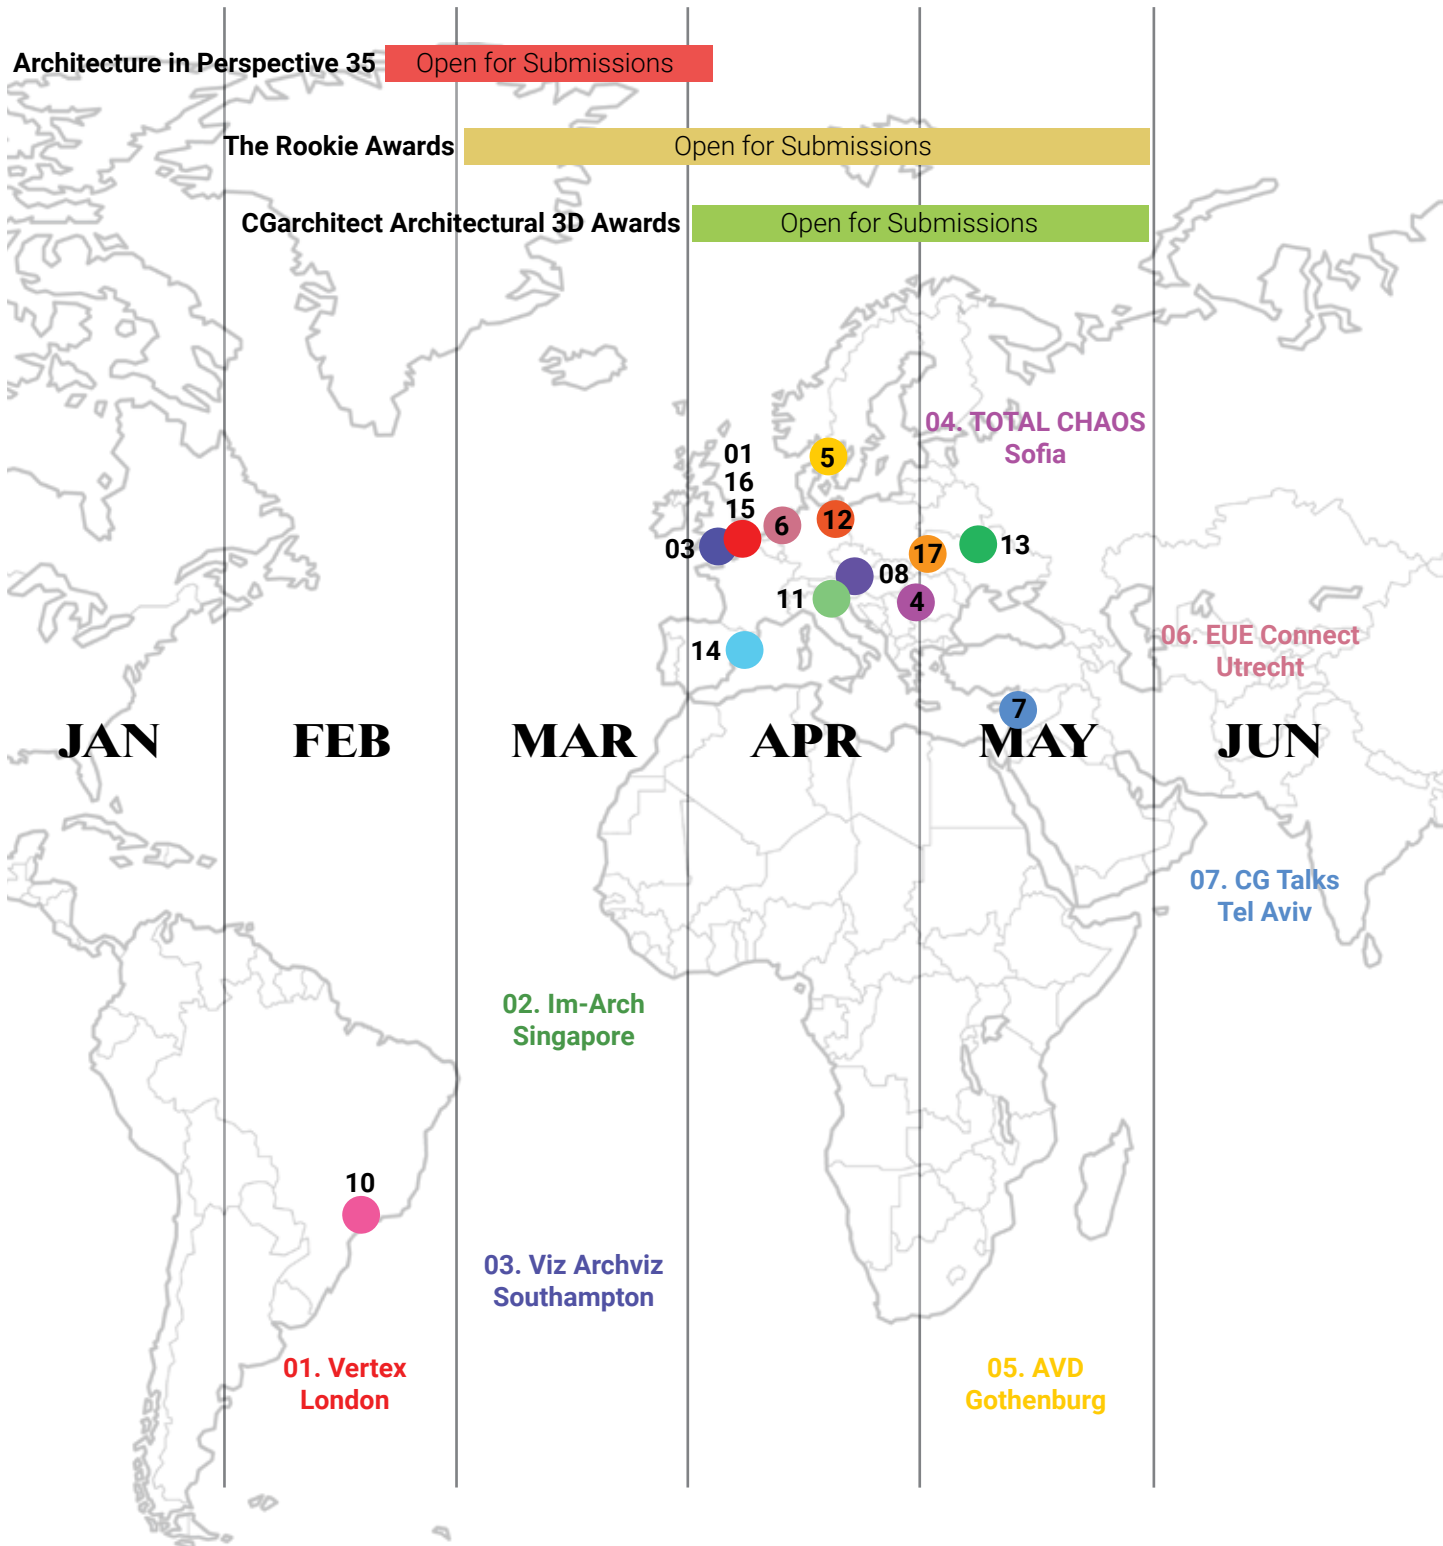 Architecture in Perspective 35
Open for Submissions
The Rookie Awards
Open for Submissions
CGarchitect Architectural 3D Awards
Open for Submissions
04. TOTAL CHAOS
Sofia
01
16
15
5
6
12
03
17
13
08
11
4
14
06. EUE Connect
Utrecht
7
JAN
FEB
MAR
APR
MAY
JUN
07. CG Talks
Tel Aviv
02. Im-Arch
Singapore
10
03. Viz Archviz
Southampton
01. Vertex
London
05. AVD
Gothenburg